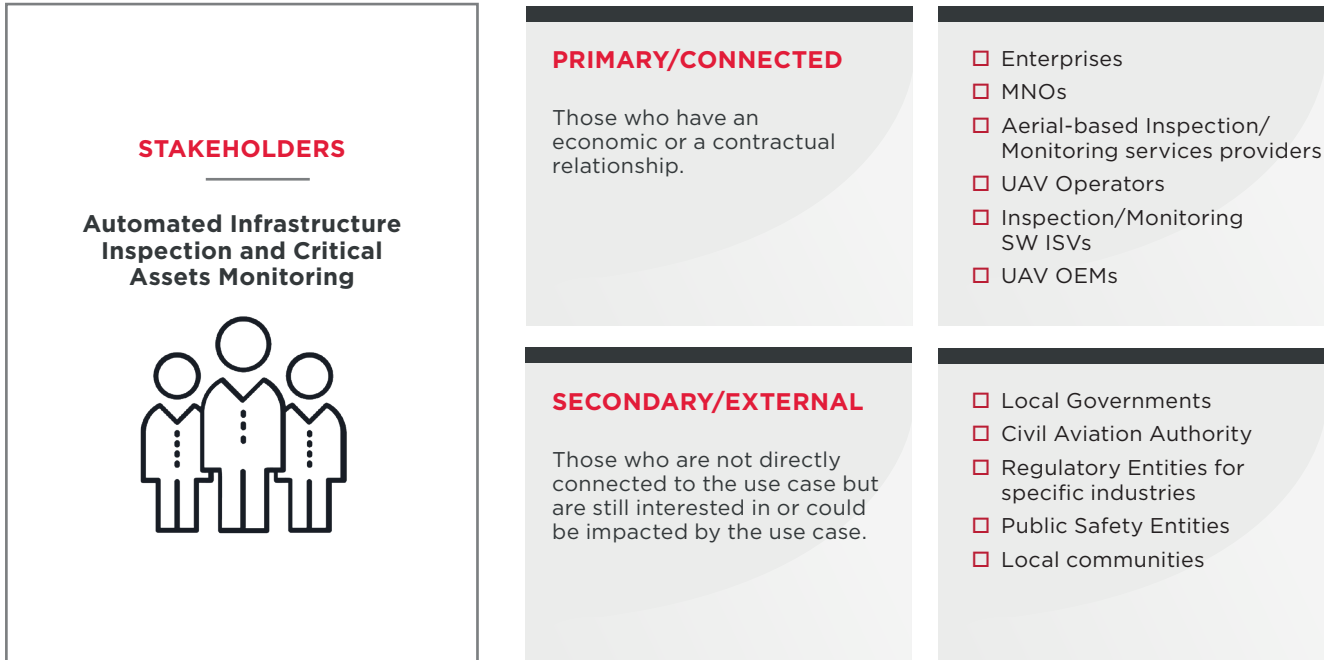 STAKEHOLDERS
Automated Infrastructure
Inspection and Critical
Assets Monitoring
PRIMARY/CONNECTED
Those who have an
economic or a contractual
relationship.
Enterprises
MNOs
Aerial-based Inspection/
Monitoring services providers
UAV Operators
Inspection/Monitoring
SW ISVs
UAV OEMs
SECONDARY/EXTERNAL
Those who are not directly
connected to the use case but
are still interested in or could
be impacted by the use case.
Local Governments
Civil Aviation Authority
Regulatory Entities for
specific industries
Public Safety Entities
Local communities